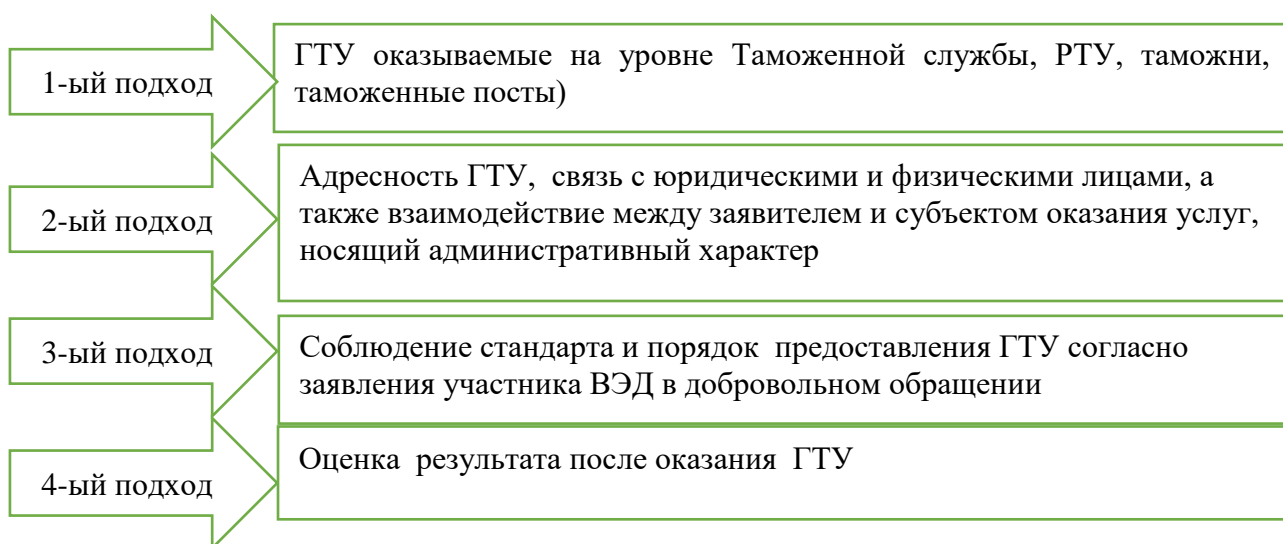 1-ый подход
ГТУ оказываемые на уровне Таможенной службы, РТУ, таможни,
таможенные посты)
2-ый подход
Адресность ГТУ, связь с юридическими и физическими лицами, а
также взаимодействие между заявителем и субъектом оказания услуг,
носящий административный характер
3-ый подход
Соблюдение стандарта и порядок предоставления ГТУ согласно
заявления участника ВЭД в добровольном обращении
4-ый подход
Оценка результата после оказания ГТУ